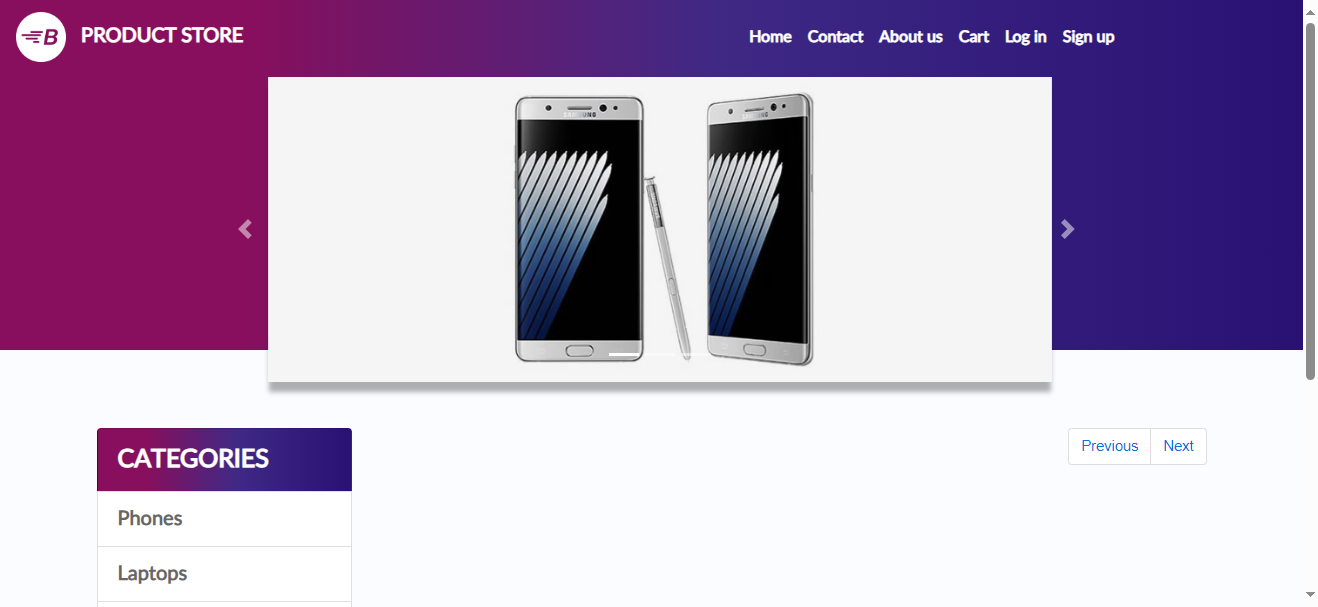 B PRODUCT STORE
Home Contact About us Cart Log in Sign up
SAMSUNG SAMSUNG
CATEGORIES
Previous Next
Phones
Laptops